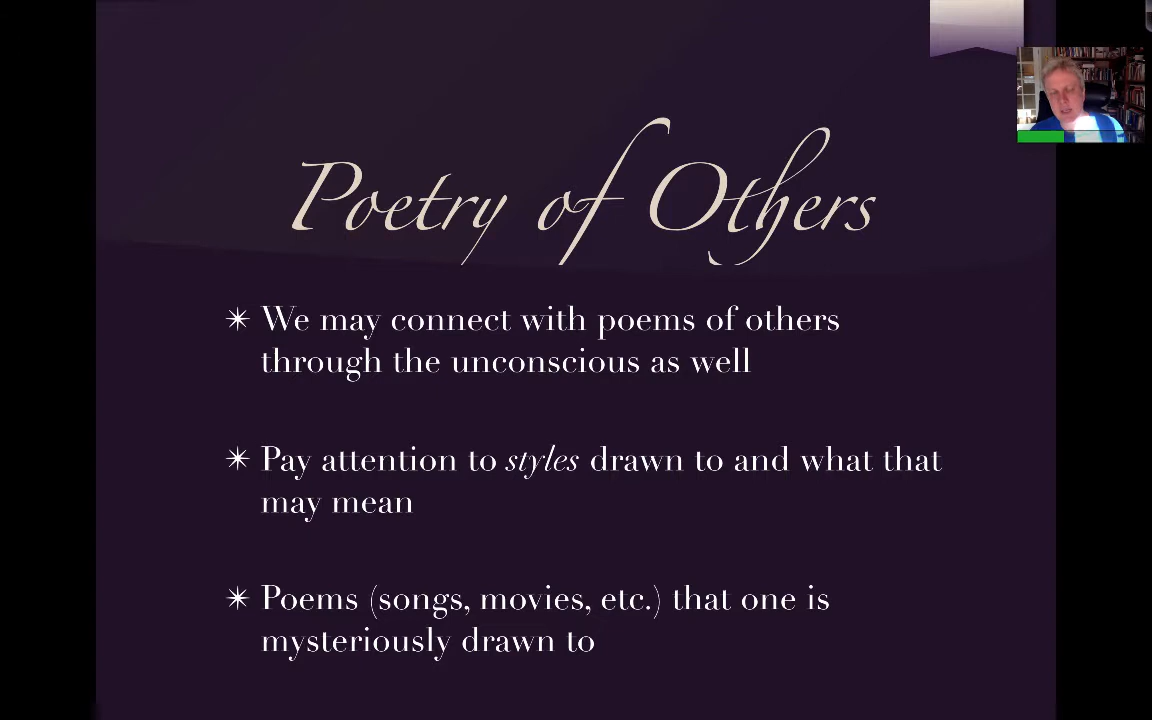 Poetry of Others
✴ We may connect with poems of others
through the unconscious as well
✴ Pay attention to styles drawn to and what that
may mean
✴ Poems (songs, movies, etc.) that one is
mysteriously drawn to